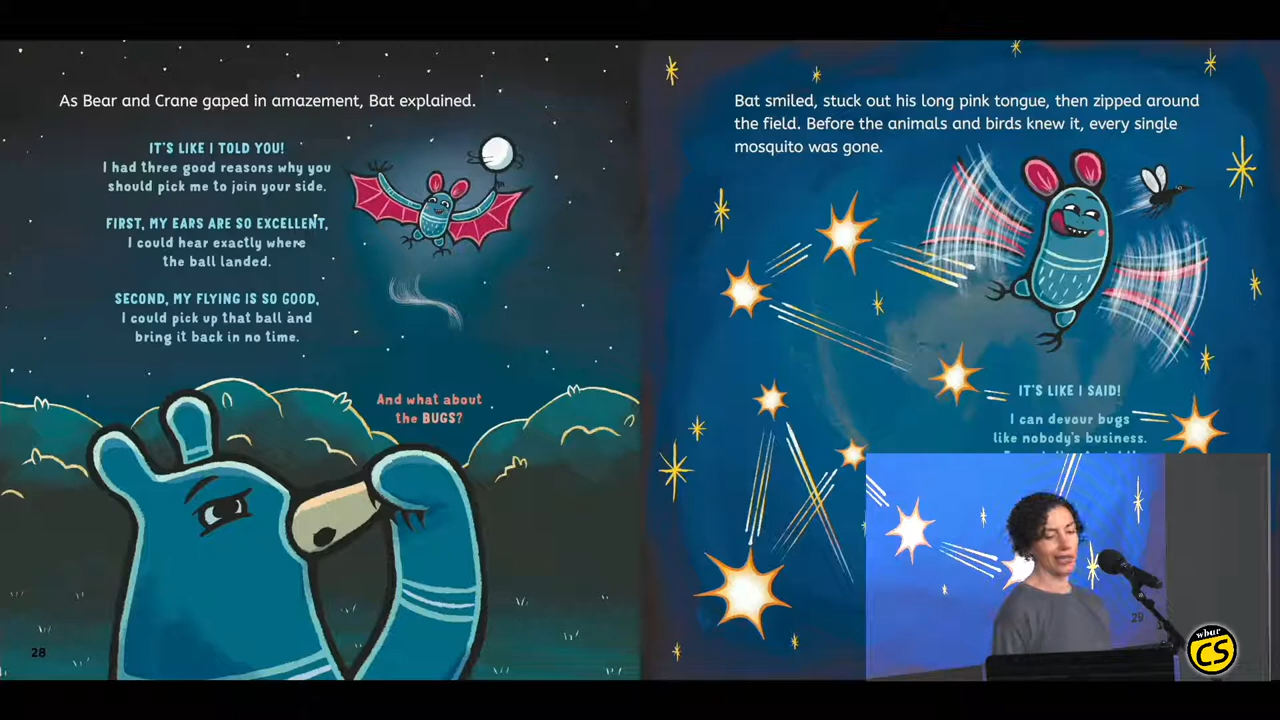 As Bear and Crane gaped in amazement, Bat explained.
IT'S LIKE I TOLD YOU!
I had three good reasons why you
should pick me to join your side.
FIRST, MY EARS ARE SO EXCELLENT,
I could hear exactly where
the ball landed.
SECOND, MY FLYING IS SO GOOD,
I could pick up that ball and
bring it back in no time.
And what about
the BUGS?
28
Bat smiled, stuck out his long pink tongue, then zipped around
the field. Before the animals and birds knew it, every single
mosquito was gone.
IT'S LIKE I SAID!
I can devour bugs
like nobody's business.
29
wbur
CS